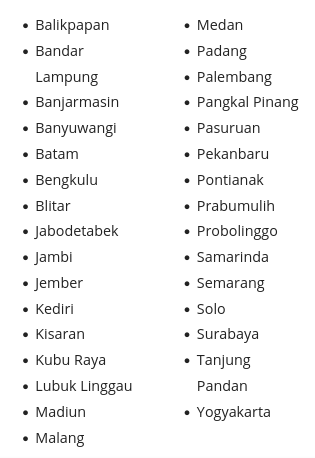 Balikpapan
Bandar
Lampung
Banjarmasin
Banyuwangi
Batam
Bengkulu
Blitar
Jabodetabek
Jambi
Jember
Kediri
Kisaran
Kubu Raya
Lubuk Linggau
Madiun
Malang
Medan
Padang
Palembang
Pangkal Pinang
Pasuruan
Pekanbaru
Pontianak
Prabumulih
Probolinggo
Samarinda
Semarang
Solo
Surabaya
Tanjung
Pandan
Yogyakarta